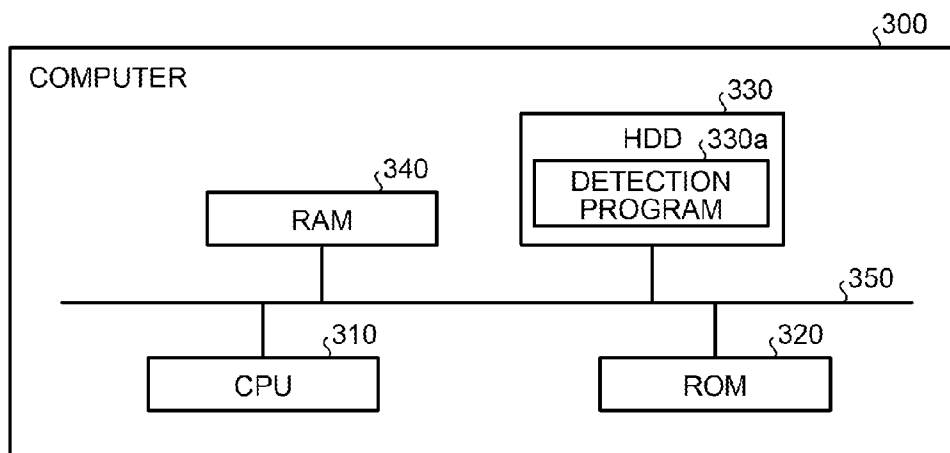 300
COMPUTER
330
HDD
330a
DETECTION
PROGRAM
340
RAM
350
310
CPU
320
ROM